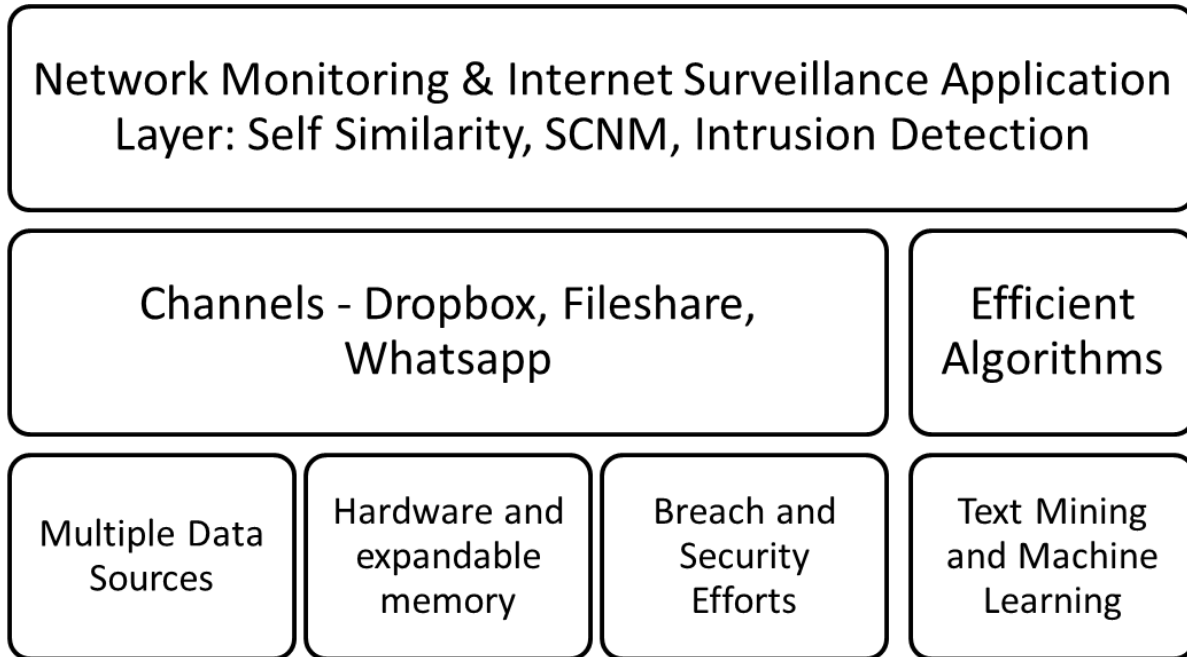 Network Monitoring & Internet Surveillance Application
Layer: Self Similarity, SCNM, Intrusion Detection
Channels - Dropbox, Fileshare,
Whatsapp
Efficient
Algorithms
Multiple Data
Sources
Hardware and
expandable
memory
Breach and
Security
Efforts
Text Mining
and Machine
Learning